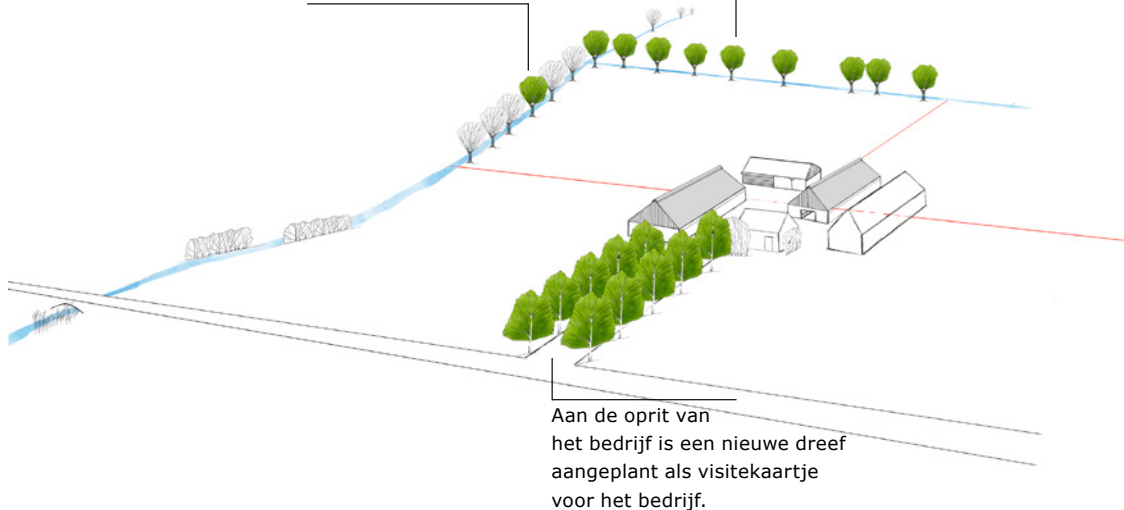 Aan de oprit van
het bedrijf is een nieuwe dreef
aangeplant als visitekaartje
voor het bedrijf.